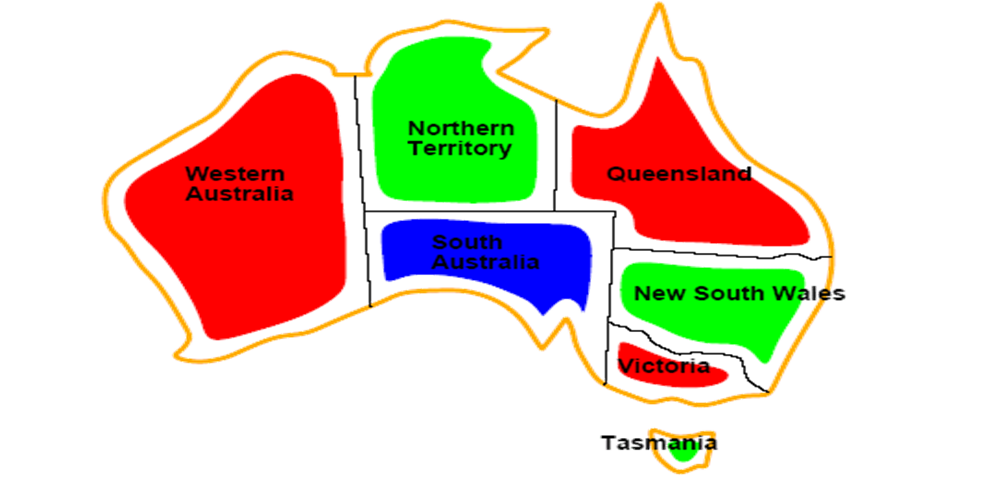 Northern
Territory
Western
Australia
Queensland
South
Australia
New South Wales
Victoria
Tasmania